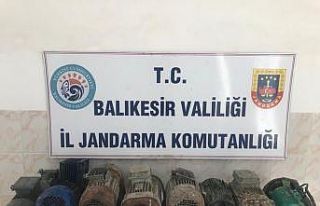 T.C.
BALIKESİR VALİLİĞİ
İL JANDARMA KOMUTANLIĞI